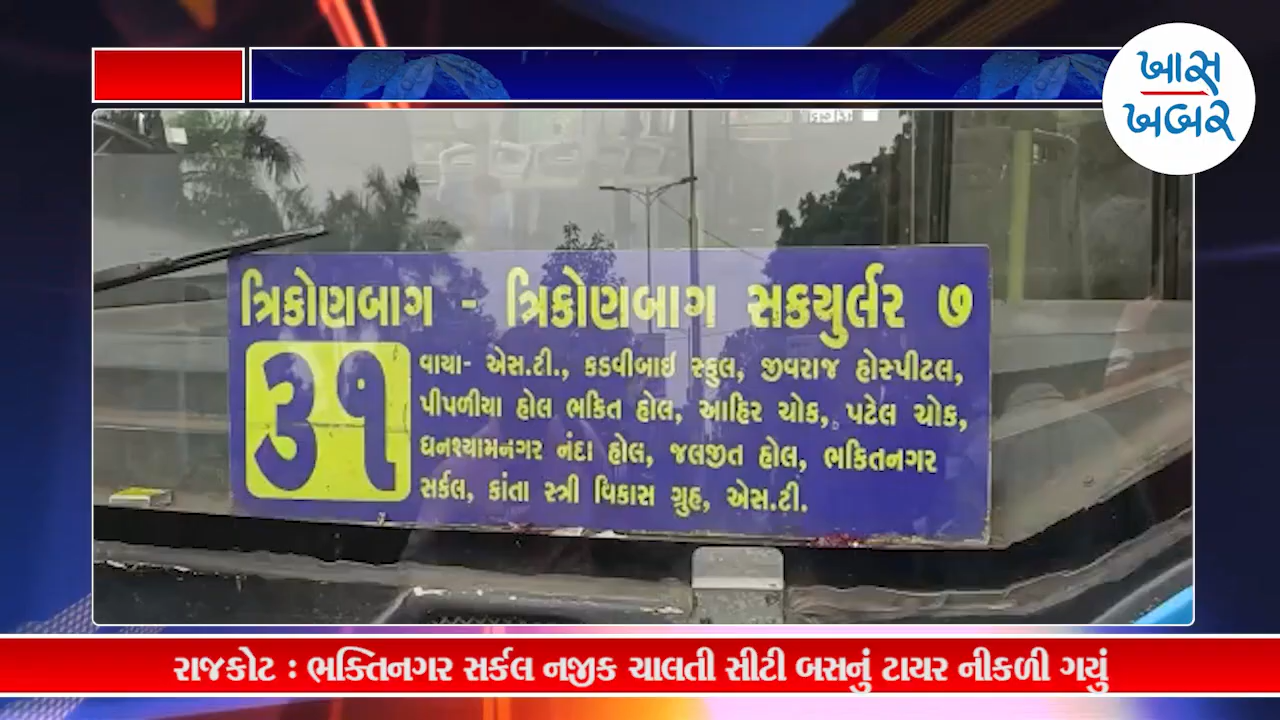 ખાસ
ખબર
ત્રિકોણબાગ - ત્રિકોણબાગ સરક્યુર્લર ૭
૩૧
વાયા- એસ.ટી., કડવીબાઈ સ્કુલ, જીવરાજ હોસ્પીટલ,
પીપળીયા હોલ ભકિત હોલ, આહિર ચોક, પટેલ ચોક,
ઘનશ્યામનગર નંદા હોલ, જલજીત હોલ, ભકિતનગર
સર્કલ, કાંતા સ્ત્રી વિકાસ ગ્રુહ, એસ.ટી.
રાજકોટ : ભક્તિનગર સર્કલ નજીક ચાલતી સીટી બસનું ટાયર નીકળી ગયું